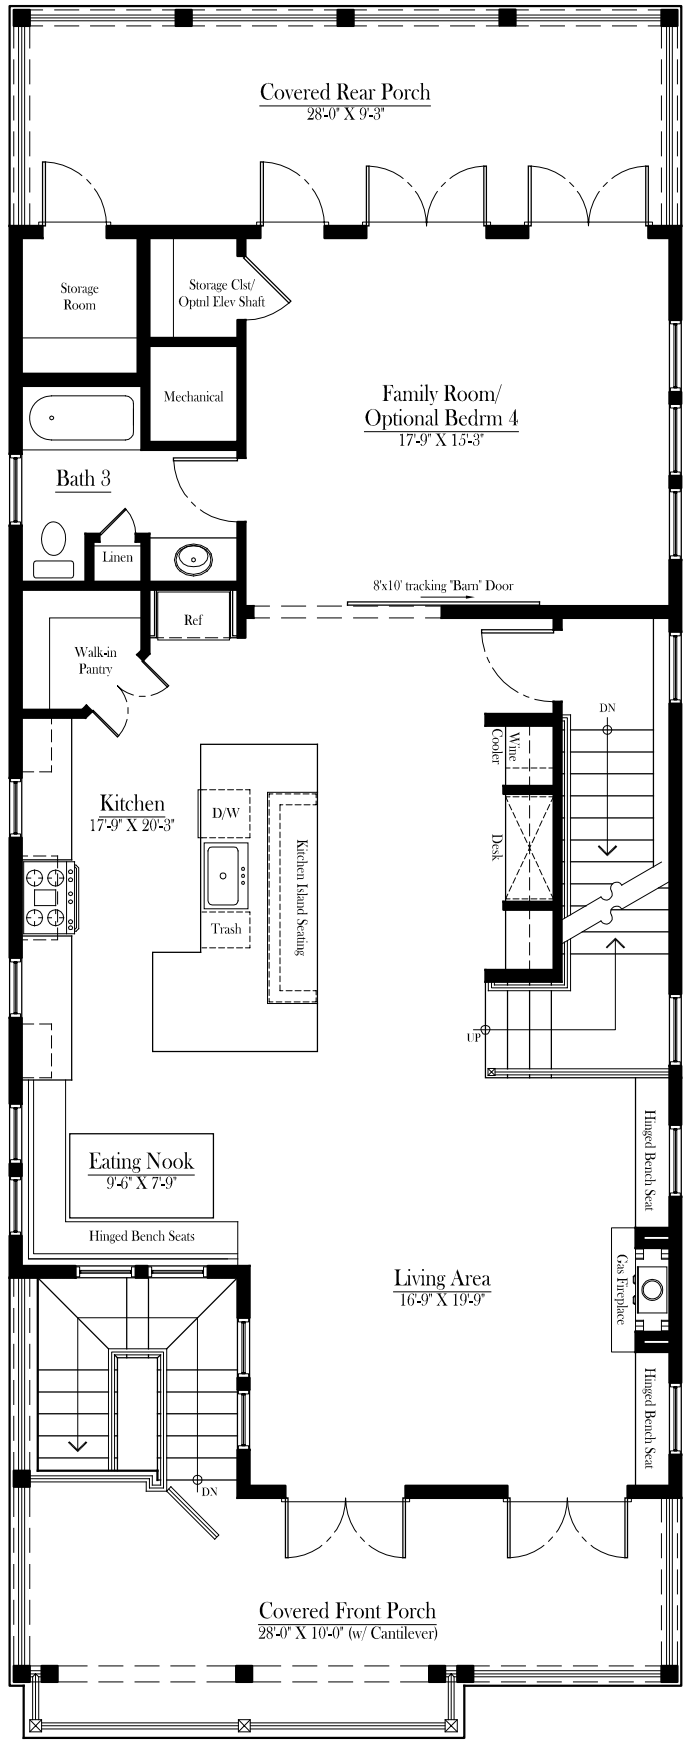 Covered Rear Porch
28'-0" X 9'-3"
Storage
Room
Storage Clst/
Optnl Elev Shaft
Mechanical
Family Room/
Optional Bedrm 4
17'-9" X 15'-3"
Bath 3
Linen
8'x10' tracking "Barn" Door
Ref
Walk-in
Pantry
DN
Wine
Cooler
Kitchen
17'-9" X 20'-3"
D/W
Desk
Kitchen Island Seating
Trash
UP
Hinged Bench Seat
Eating Nook
9'-6" X 7'-9"
Hinged Bench Seats
Living Area
16'-9" X 19'-9"
Gas Fireplace
Hinged Bench Seat
DN
Covered Front Porch
28'-0" X 10'-0" (w/ Cantilever)